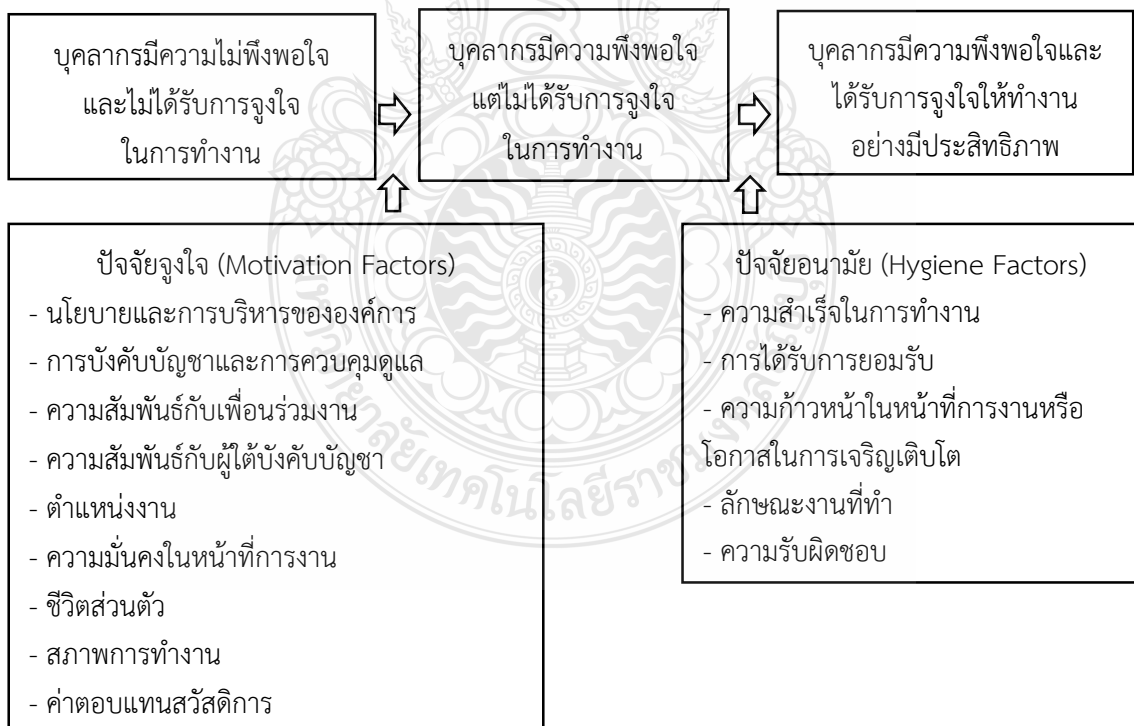 บุคลากรมีความไม่พึงพอใจ
และไม่ได้รับการจูงใจ
ในการทำงาน
บุคลากรมีความพึงพอใจ
แต่ไม่ได้รับการจูงใจ
ในการทำงาน
บุคลากรมีความพึงพอใจและ
ได้รับการจูงใจให้ทำงาน
อย่างมีประสิทธิภาพ
ปัจจัยจูงใจ (Motivation Factors)
- นโยบายและการบริหารขององค์การ
- การบังคับบัญชาและการควบคุมดูแล
- ความสัมพันธ์กับเพื่อนร่วมงาน
- ความสัมพันธ์กับผู้ใต้บังคับบัญชา
- ตำแหน่งงาน
- ความมั่นคงในหน้าที่การงาน
- ชีวิตส่วนตัว
- สภาพการทำงาน
- ค่าตอบแทนสวัสดิการ
ปัจจัยอนามัย (Hygiene Factors)
- ความสำเร็จในการทำงาน
- การได้รับการยอมรับ
- ความก้าวหน้าในหน้าที่การงานหรือ
โอกาสในการเจริญเติบโต
- ลักษณะงานที่ทำ
- ความรับผิดชอบ